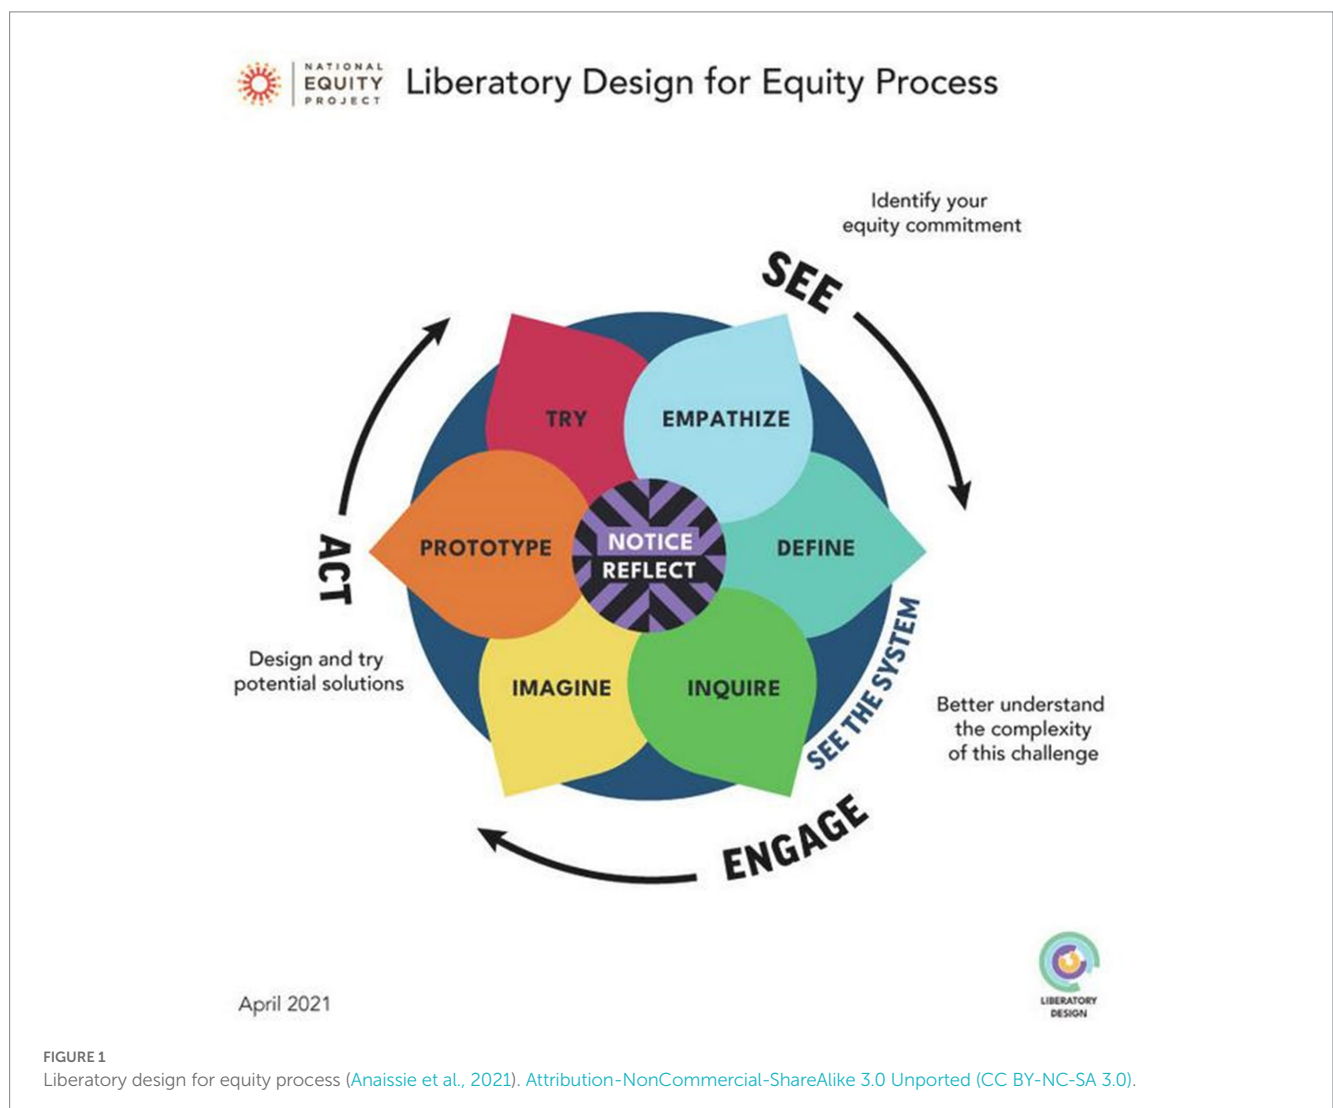 NATIONAL
EQUITY
PROJECT
Liberatory Design for Equity Process
Identify your
equity commitment
SEE
TRY
EMPATHIZE
PROTOTYPE
NOTICE
REFLECT
DEFINE
ACT
SEE THE SYSTEM
Design and try
potential solutions
IMAGINE
INQUIRE
Better understand
the complexity
of this challenge
ENGAGE
LIBERATORY
DESIGN
April 2021
FIGURE 1
Liberatory design for equity process (Anaissie et al., 2021). Attribution-NonCommercial-ShareAlike 3.0 Unported (CC BY-NC-SA 3.0).